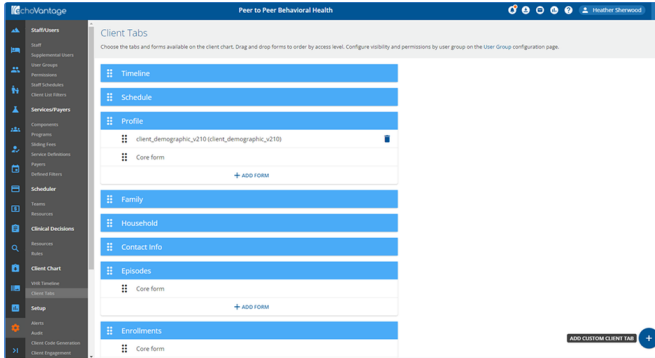 EchoVantage
Peer to Peer Behavioral Health
Heather Sherwood
Staff/Users
Staff
Supplemental Users
User Groups
Permissions
Staff Schedules
Client List Filters
Services/Payers
Components
Programs
Sliding Fees
Service Definitions
Payers
Defined Filters
Scheduler
Teams
Resources
Clinical Decisions
Resources
Rules
Client Chart
VHR Timeline
Client Tabs
Setup
Alerts
Audit
Client Code Generation
Client Engagement
Client Tabs
Choose the tabs and forms available on the client chart. Drag and drop forms to order by access level. Configure visibility and permissions by user group on the User Group configuration page.
Timeline
Schedule
Profile
client_demographic_v210 (client_demographic_v210)
Core form
+ ADD FORM
Family
Household
Contact Info
Episodes
Core form
+ ADD FORM
Enrollments
Core form
ADD CUSTOM CLIENT TAB